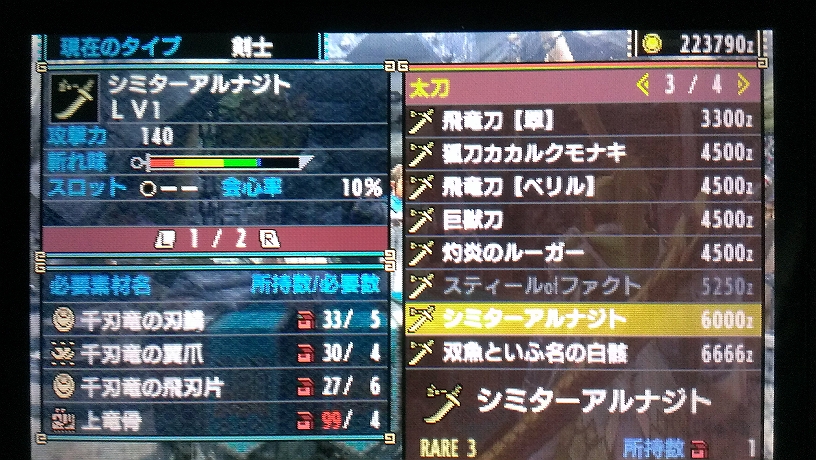 現在のタイプ 剣士
223790z
シミターアルナジト
LV1
攻撃力 140
斬れ味
スロット ○ーー 会心率 10%
L 1 / 2 R
必要素材名 所持数/必要数
千刃竜の刃鱗 33/ 5
千刃竜の翼爪 30/ 4
千刃竜の飛刃片 27/ 6
上竜骨 99/ 4
太刀 3 / 4
飛竜刀【翠】 3300z
狐刀カカルクモナキ 4500z
飛竜刀【ベリル】 4500z
巨獣刀 4500z
灼炎のルーガー 4500z
スティールofファクト 5250z
シミターアルナジト 6000z
双魚といふ名の白骸 6666z
シミターアルナジト
RARE 3 所持数 1